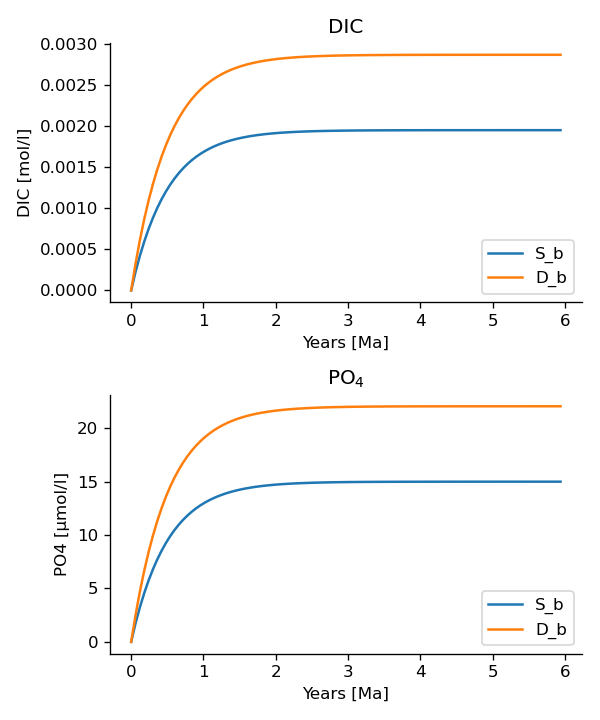 DIC
DIC [mol/l]
0.0030
0.0025
0.0020
0.0015
0.0010
0.0005
0.0000
S_b
D_b
0 1 2 3 4 5 6
Years [Ma]
PO₄
PO4 [μmol/l]
20
15
10
5
0
S_b
D_b
0 1 2 3 4 5 6
Years [Ma]